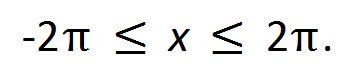 -2π ≤ x ≤ 2π.